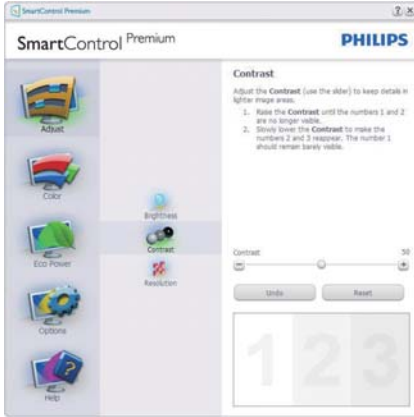 SmartControl Premium
SmartControl Premium
PHILIPS
Adjust
Color
Eco Power
Options
Help
Brightness
Contrast
Resolution
Contrast
Adjust the Contrast (use the slider) to keep details in
lighter image areas.
1. Raise the Contrast until the numbers 1 and 2
are no longer visible.
2. Slowly lower the Contrast to make the
numbers 2 and 3 reappear. The number 1
should remain barely visible.
Contrast 50
Undo Reset
1 2 3